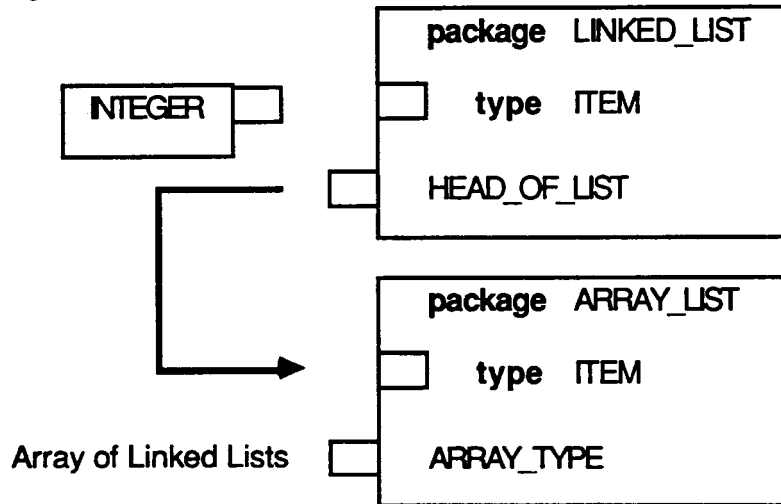 package LINKED_LIST
INTEGER
type ITEM
HEAD_OF_LIST
package ARRAY_LIST
type ITEM
Array of Linked Lists
ARRAY_TYPE